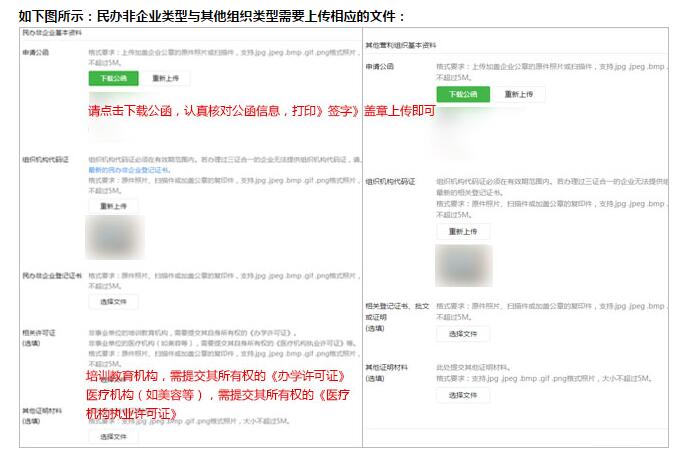 如下图所示：民办非企业类型与其他组织类型需要上传相应的文件：
民办非企业基本资料
申请公函
格式要求：上传加盖企业公章的原件照片或扫描件，支持.jpg .jpeg .bmp .gif .png格式照片，
不超过5M。
下载公函
重新上传
请点击下载公函，认真核对公函信息，打印》签字》盖章上传即可
组织机构代码证
组织机构代码证必须在有效期范围内。若办理过三证合一的企业无法提供组织机构代码证，请上
最新的民办非企业登记证书。
格式要求：原件照片、扫描件或加盖公章的复印件，支持.jpg .jpeg .bmp .gif .png格式照片，
不超过5M。
重新上传
民办非企业登记证书
格式要求：原件照片、扫描件或加盖公章的复印件，支持.jpg .jpeg .bmp .gif .png格式照片，
不超过5M。
选择文件
相关许可证
(选填)
非事业单位的培训教育机构，需要提交其自身所有权的《办学许可证》。
非事业单位的医疗机构（如美容等），需要提交其自身所有权的《医疗机构执业许可证》等。
格式要求：原件照片、扫描件或加盖公章的复印件，支持.jpg .jpeg .bmp .gif .png格式照片，
不超过5M。
培训教育机构，需提交其所有权的《办学许可证》
医疗机构（如美容等），需提交其所有权的《医疗
机构执业许可证》
其他证明材料
(选填)
格式要求：支持.jpg .jpeg .bmp .gif .png格式照片，大小不超过5M。
选择文件
其他营利组织基本资料
申请公函
格式要求：上传加盖企业公章的原件照片或扫描件，支持.jpg .jpeg .bmp .
不超过5M。
下载公函
重新上传
组织机构代码证
组织机构代码证必须在有效期范围内。若办理过三证合一的企业无法提供组
最新的相关登记证书。
格式要求：原件照片、扫描件或加盖公章的复印件，支持.jpg .jpeg .bmp .
不超过5M。
重新上传
相关登记证书、批文
或证明
(选填)
格式要求：原件照片、扫描件或加盖公章的复印件，支持.jpg .jpeg .bmp .
不超过5M。
选择文件
其他证明材料
(选填)
此处提交其他证明材料。
格式要求：支持.jpg .jpeg .bmp .gif .png格式照片，大小不超过5M。
选择文件